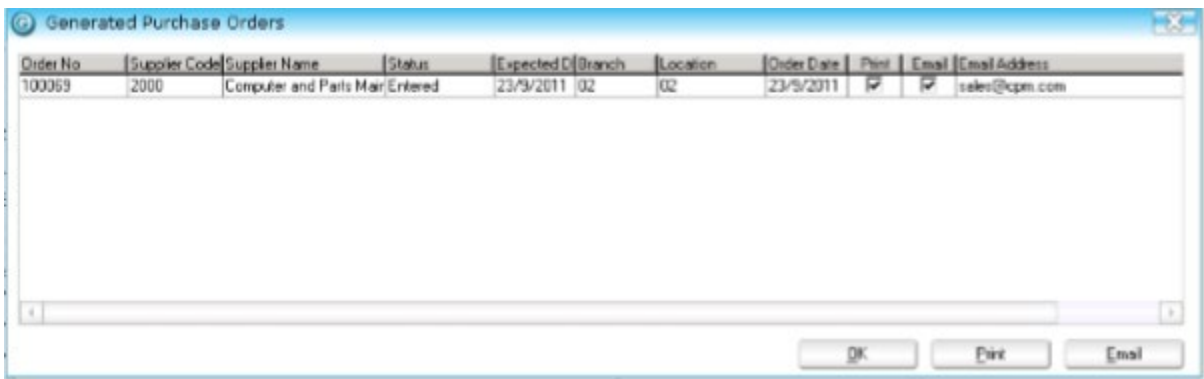 Generated Purchase Orders
Order No Supplier Code Supplier Name Status Expected D Branch Location Order Date Print Email Email Address
100069 2000 Computer and Parts Mair Entered 23/9/2011 02 02 23/9/2011 sales@cpm.com
OK Print Email